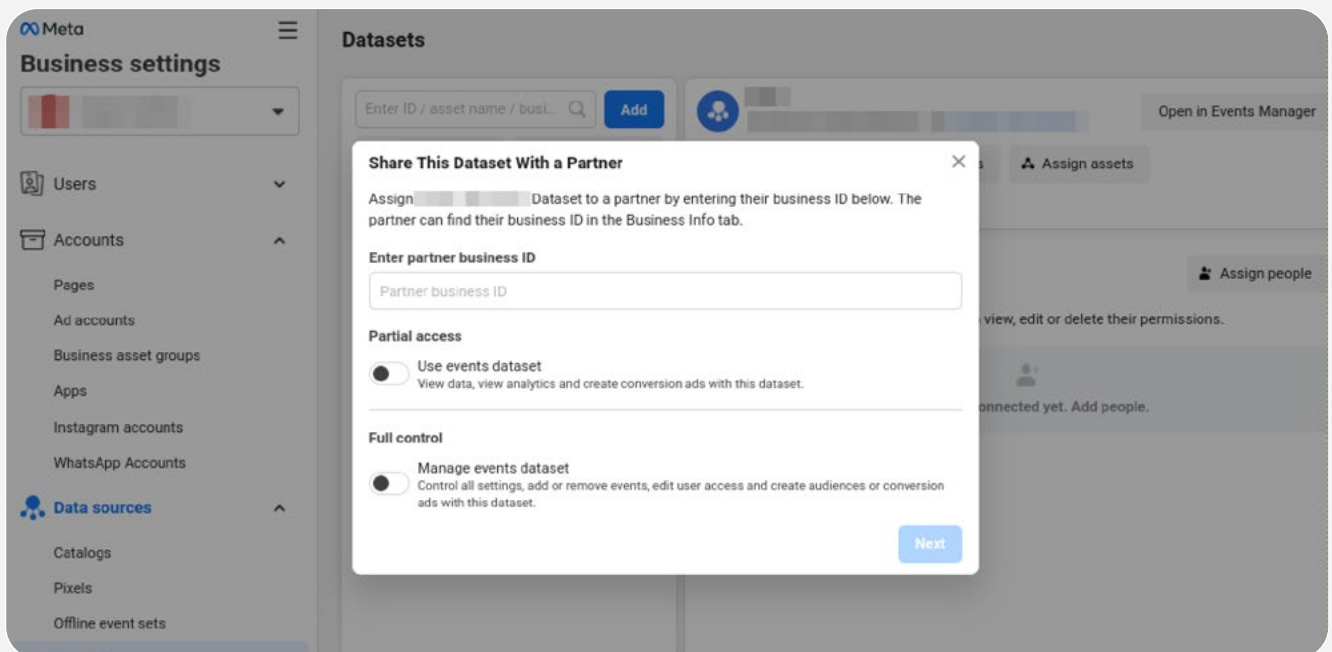 Meta
Business settings
Users
Accounts
Pages
Ad accounts
Business asset groups
Apps
Instagram accounts
WhatsApp Accounts
Data sources
Catalogs
Pixels
Offline event sets
Datasets
Enter ID / asset name / busi...
Add
Open in Events Manager
Assign assets
Assign people
view, edit or delete their permissions.
onnected yet. Add people.
Share This Dataset With a Partner
Assign Dataset to a partner by entering their business ID below. The
partner can find their business ID in the Business Info tab.
Enter partner business ID
Partner business ID
Partial access
Use events dataset
View data, view analytics and create conversion ads with this dataset.
Full control
Manage events dataset
Control all settings, add or remove events, edit user access and create audiences or conversion
ads with this dataset.
Next